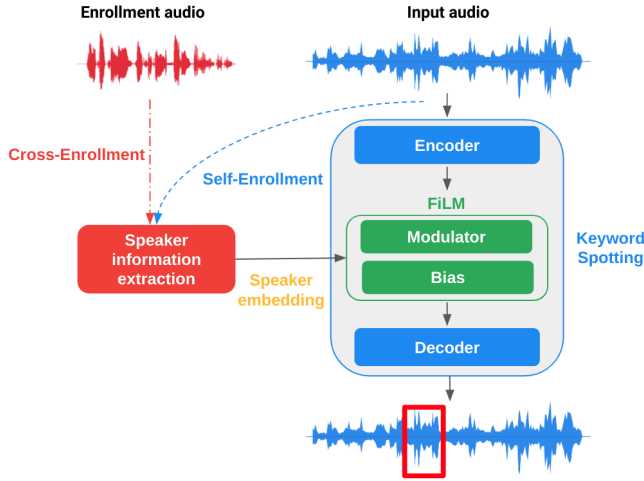 Enrollment audio
Input audio
Cross-Enrollment
Self-Enrollment
Encoder
FiLM
Modulator
Bias
Keyword
Spotting
Speaker
information
extraction
Speaker
embedding
Decoder